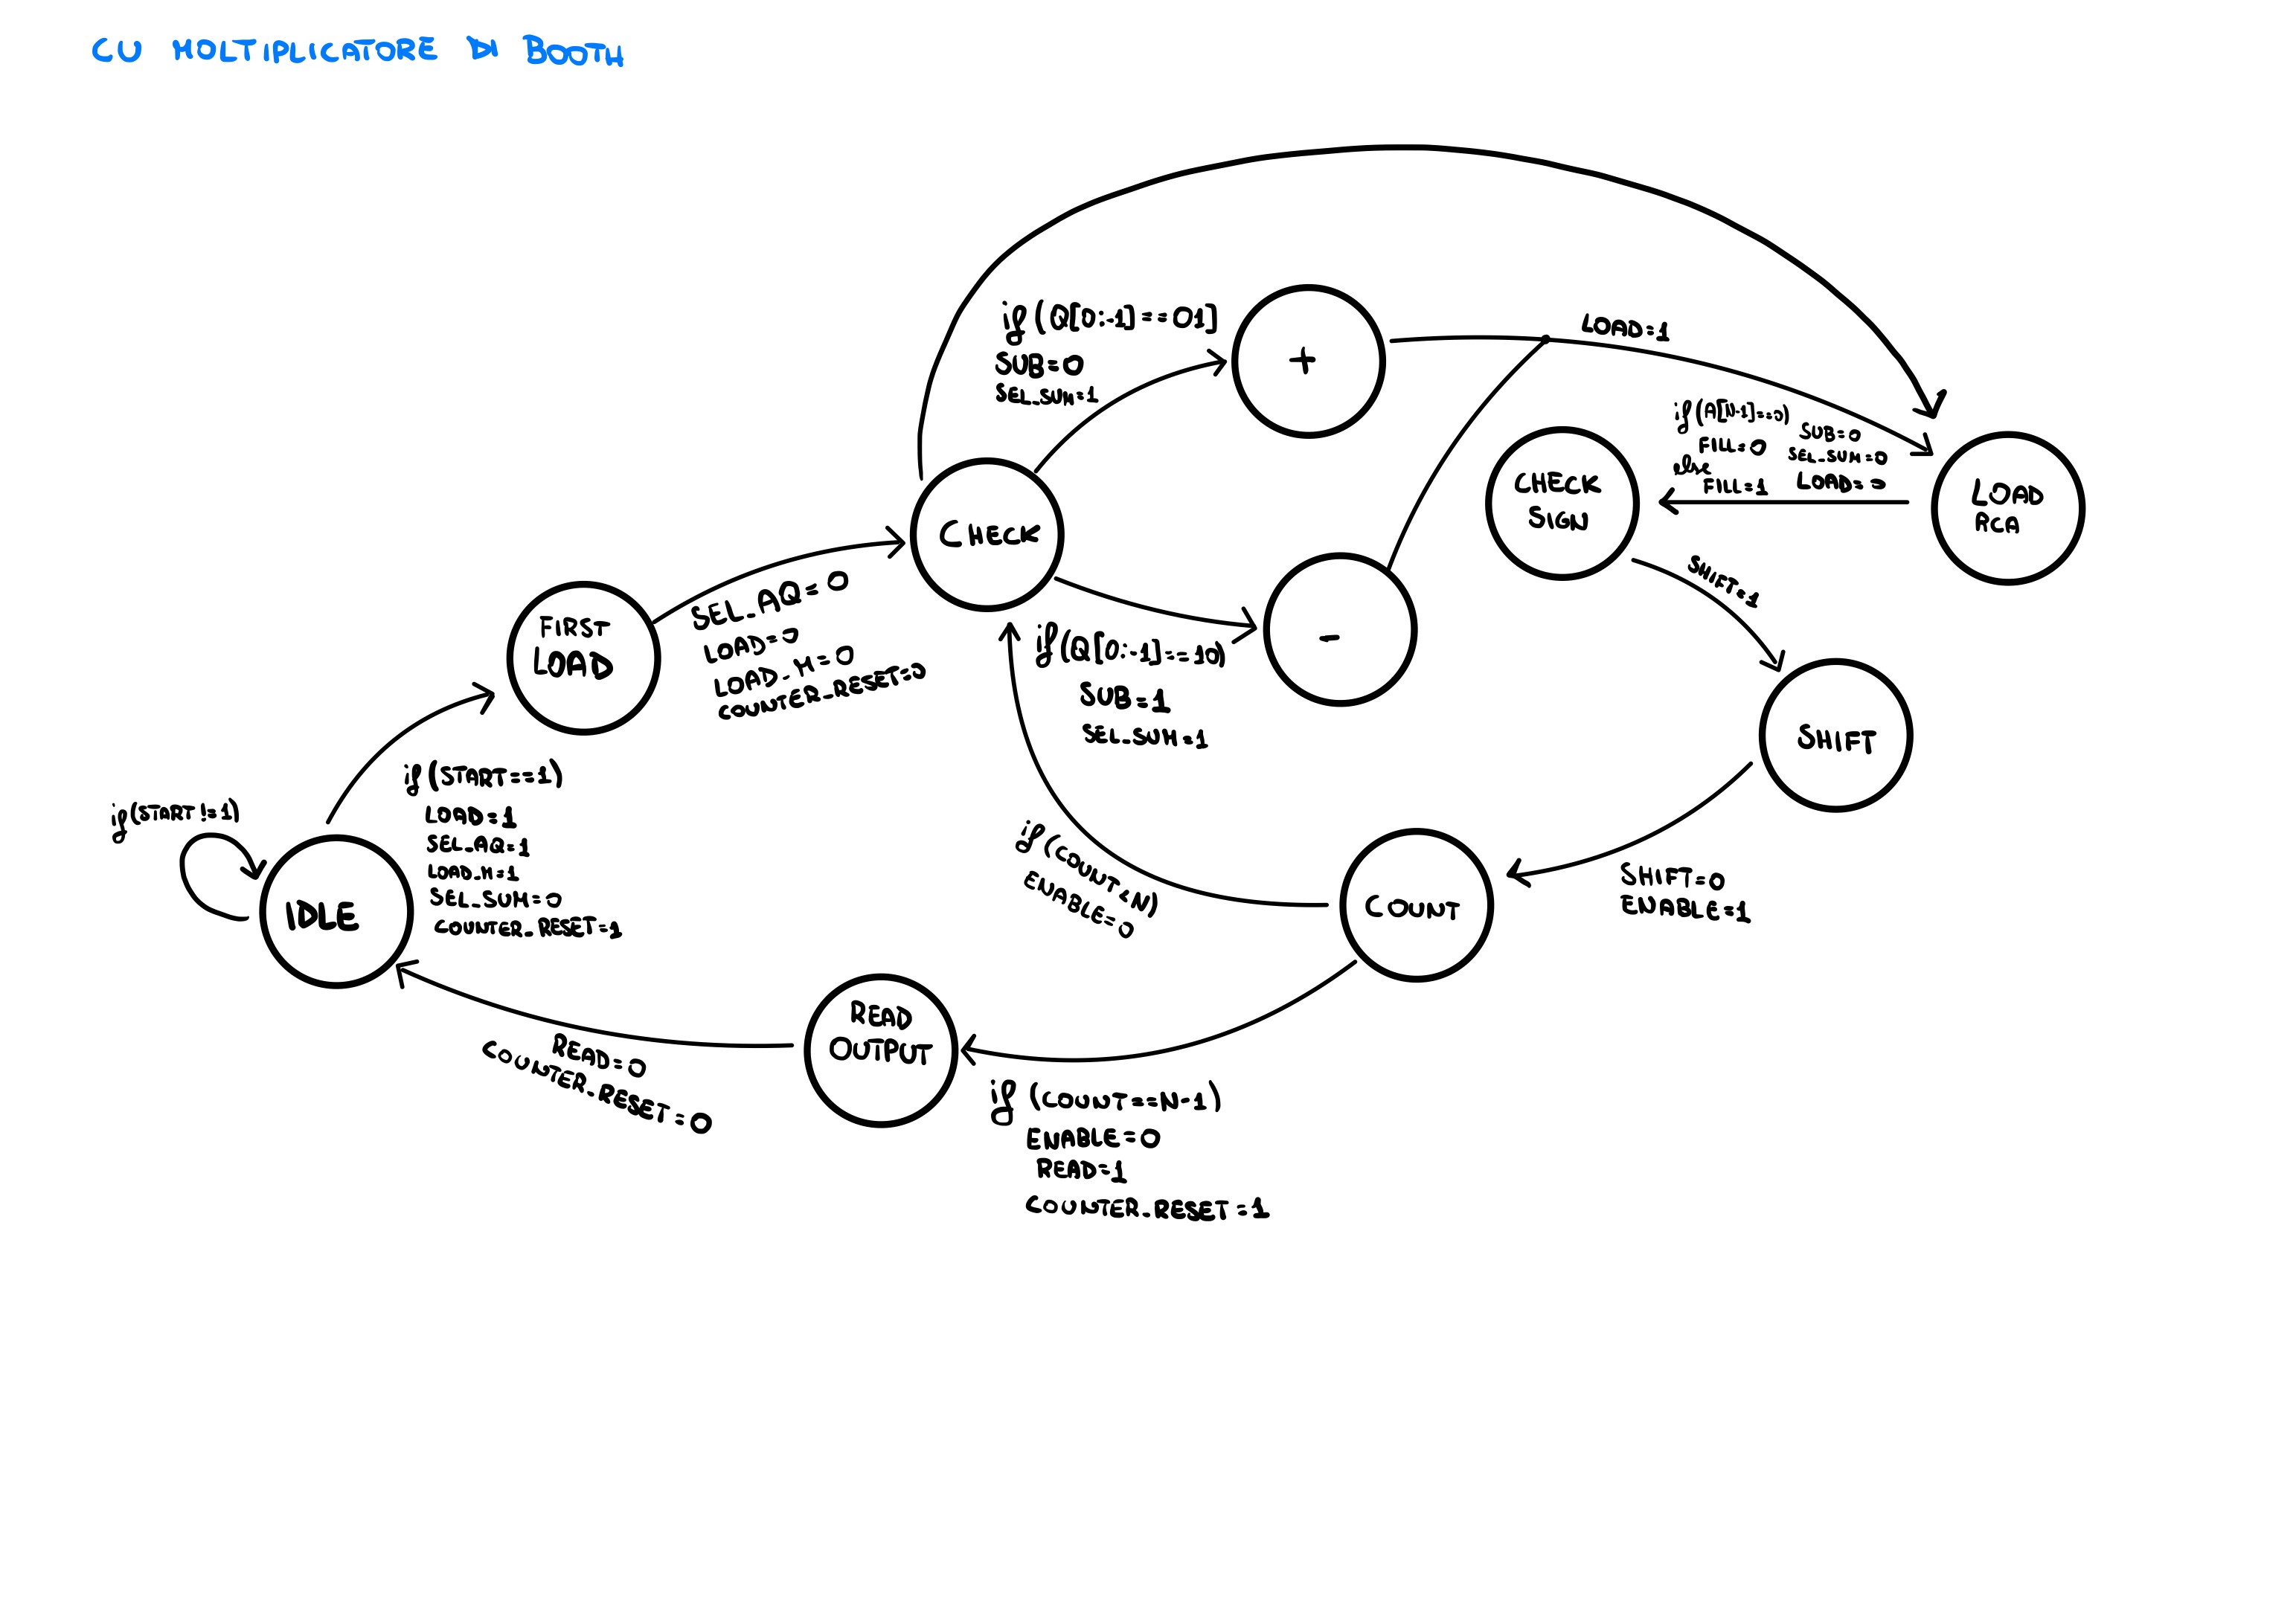 CU MOLTIPLICATORE DI BOOTH
if (Q[0:-1]==01]
SUB=0
SEL_SUM=1
+
LOAD=1
if (A[N-1]==0)
FILL=0
else
FILL=1
SUB=0
SEL_SUM=0
LOAD=0
CHECK
SIGN
LOAD
RCA
CHECK
SHIFT=1
SEL_AQ=0
LOAD=0
LOAD_M=0
COUNTER_RESET=0
FIRST
LOAD
if (Q[0:-1]==10)
SUB=1
SEL_SUM=1
-
SHIFT
if (START==1)
LOAD=1
SEL_AQ=1
LOAD_M=1
SEL_SUM=0
COUNTER_RESET=1
if (START!=1)
IDLE
if (COUNT<N)
ENABLE=0
COUNT
SHIFT=0
ENABLE=1
READ
OUTPUT
READ=0
COUNTER_RESET=0
if (COUNT==N-1)
ENABLE=0
READ=1
COUNTER_RESET=1